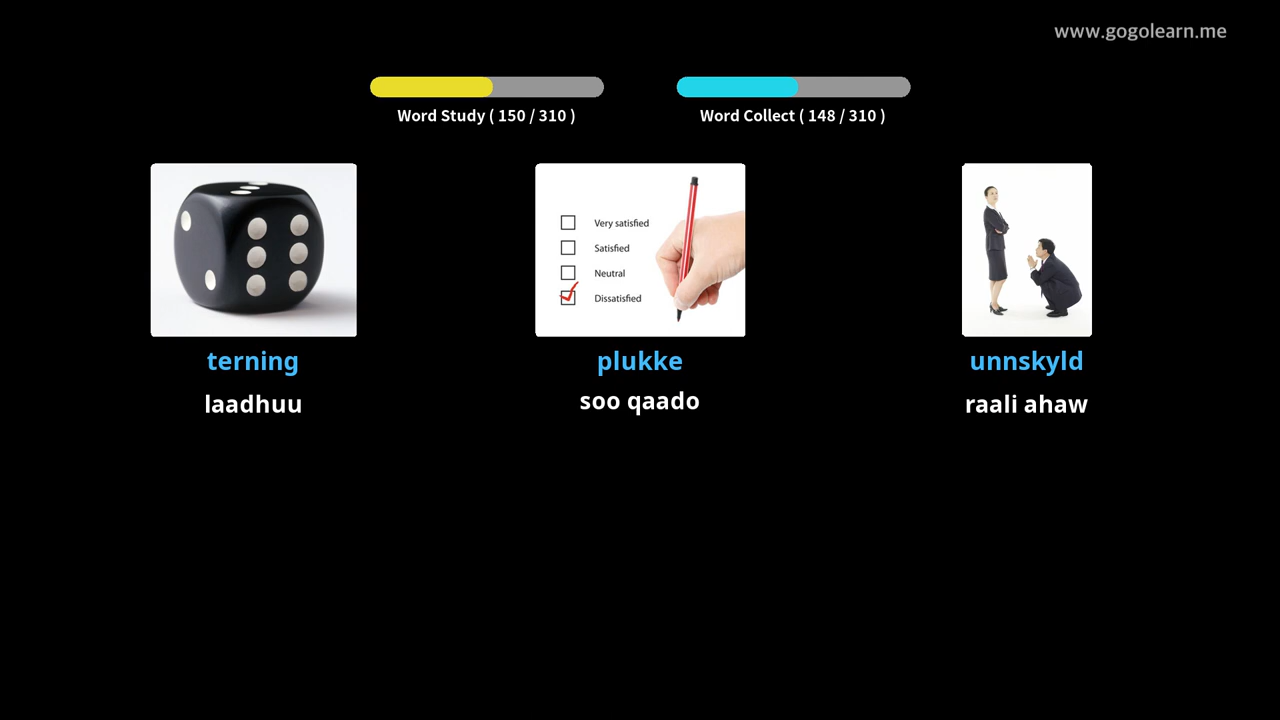 www.gogolearn.me
Word Study ( 150 / 310 )
Word Collect ( 148 / 310 )
Very satisfied
Satisfied
Neutral
Dissatisfied
terning
plukke
unnskyld
laadhuu
soo qaado
raali ahaw